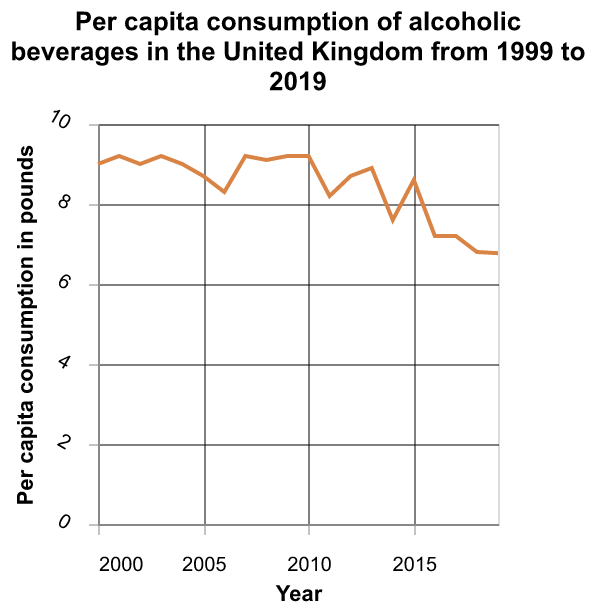 Per capita consumption of alcoholic
beverages in the United Kingdom from 1999 to
2019
Per capita consumption in pounds
10
8
6
4
2
0
2000 2005 2010 2015
Year